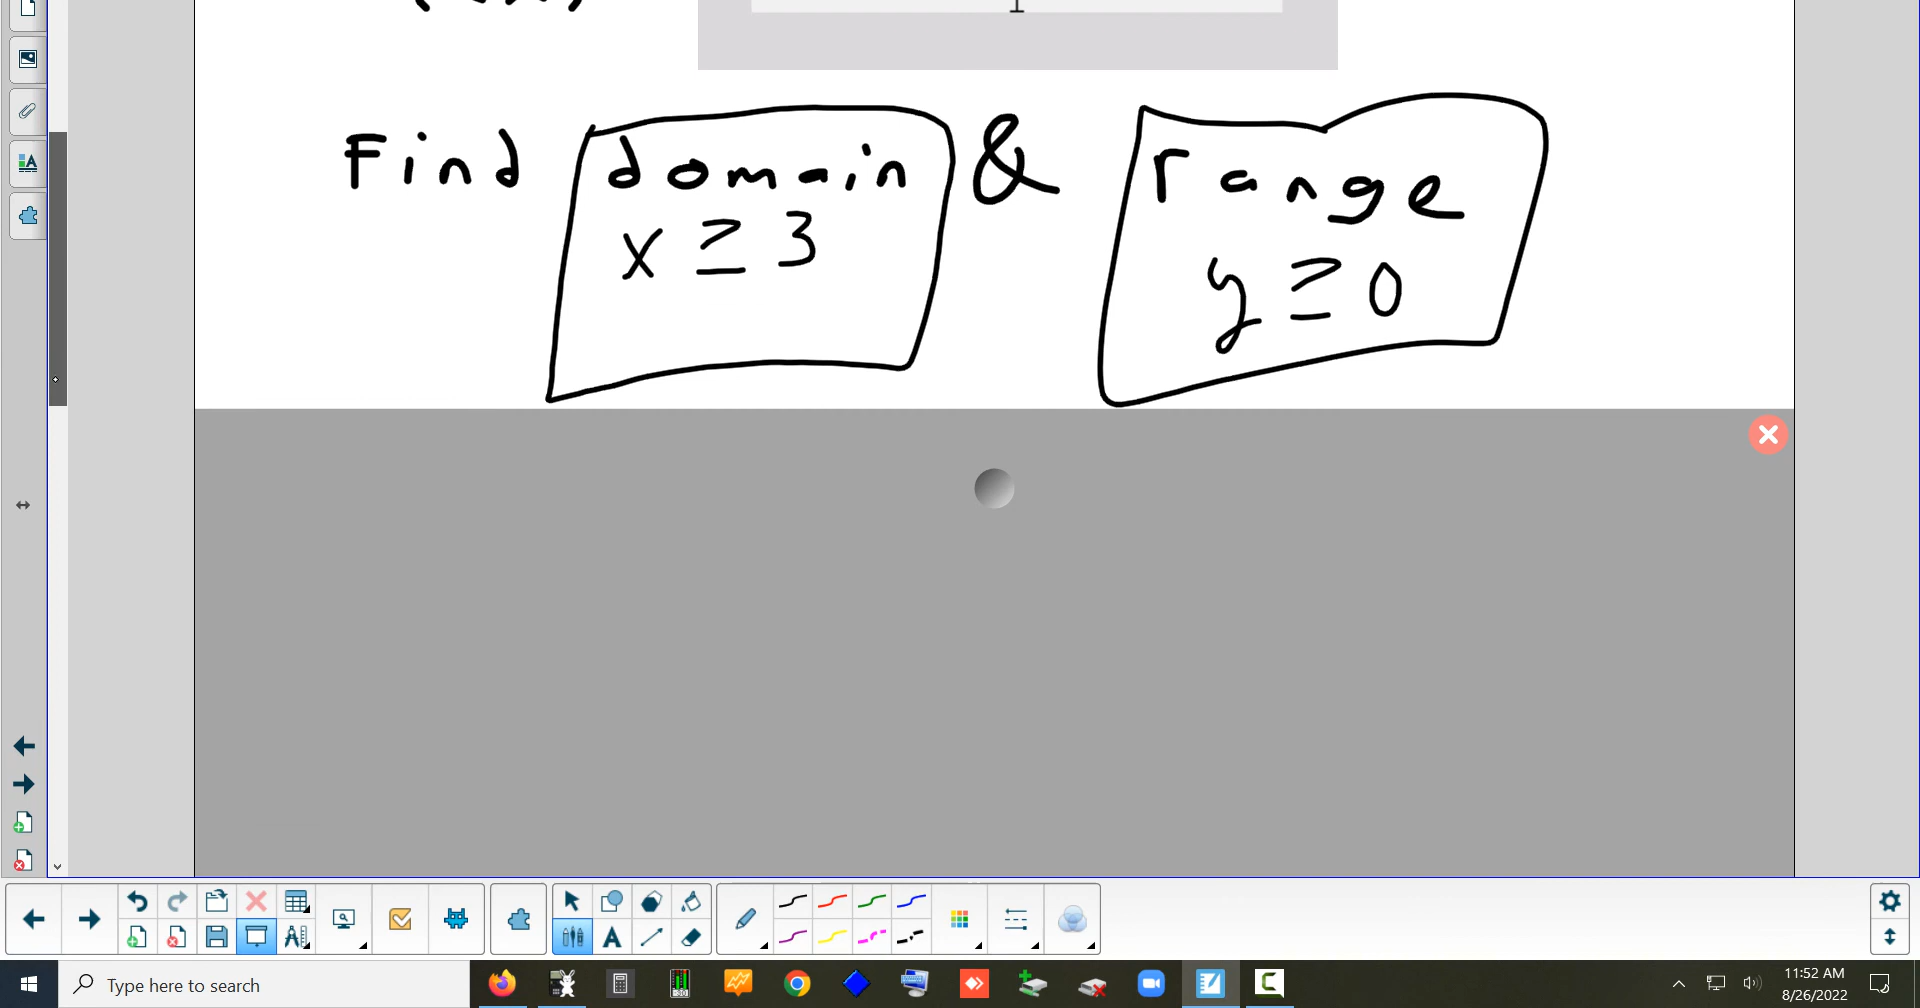 Find domain & range
x ≥ 3
y ≥ 0
Type here to search
11:52 AM
8/26/2022